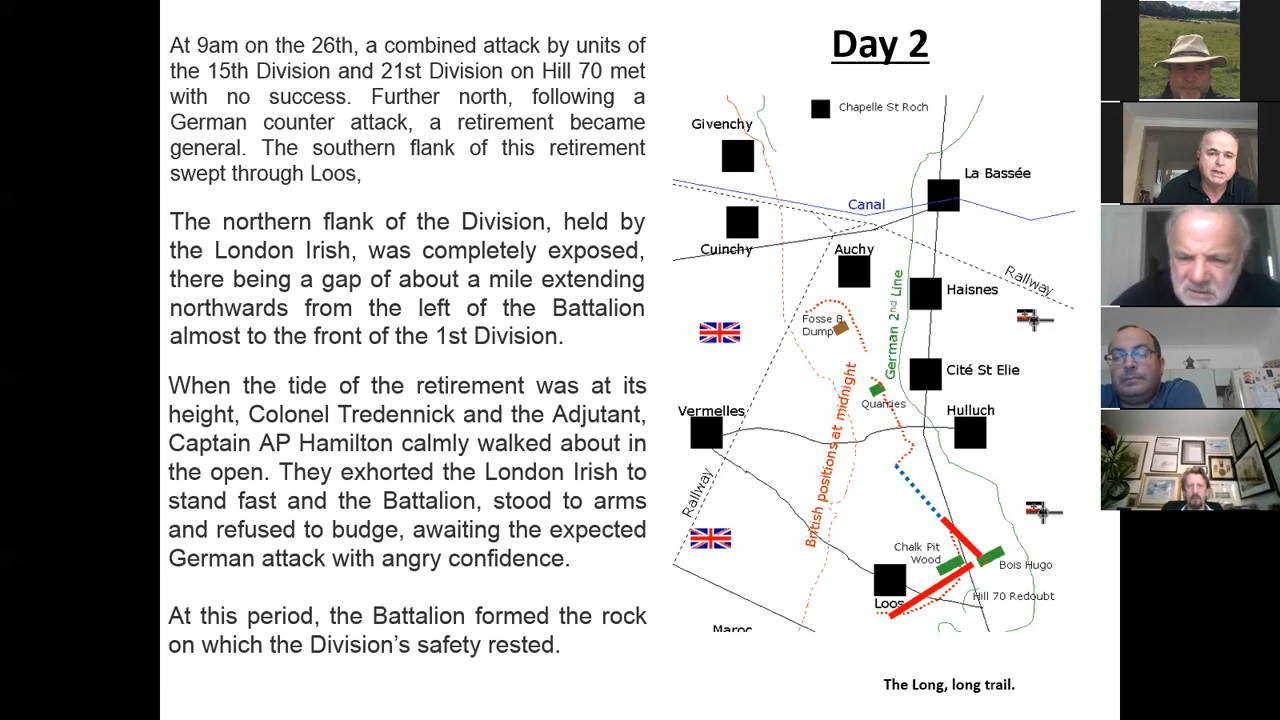 At 9am on the 26th, a combined attack by units of
the 15th Division and 21st Division on Hill 70 met
with no success. Further north, following a
German counter attack, a retirement became
general. The southern flank of this retirement
swept through Loos,
The northern flank of the Division, held by
the London Irish, was completely exposed,
there being a gap of about a mile extending
northwards from the left of the Battalion
almost to the front of the 1st Division.
When the tide of the retirement was at its
height, Colonel Tredennick and the Adjutant,
Captain AP Hamilton calmly walked about in
the open. They exhorted the London Irish to
stand fast and the Battalion, stood to arms
and refused to budge, awaiting the expected
German attack with angry confidence.
At this period, the Battalion formed the rock
on which the Division's safety rested.
Day 2
Chapelle St Roch
Givenchy
La Bassée
Canal
Cuinchy
Auchy
Railway
Haisnes
German 2nd Line
Fosse 8
Dump
Cité St Elie
Quarries
British positions at midnight
Vermelles
Hulluch
Railway
Chalk Pit
Wood
Bois Hugo
Loos
Hill 70 Redoubt
Maroc
The Long, long trail.